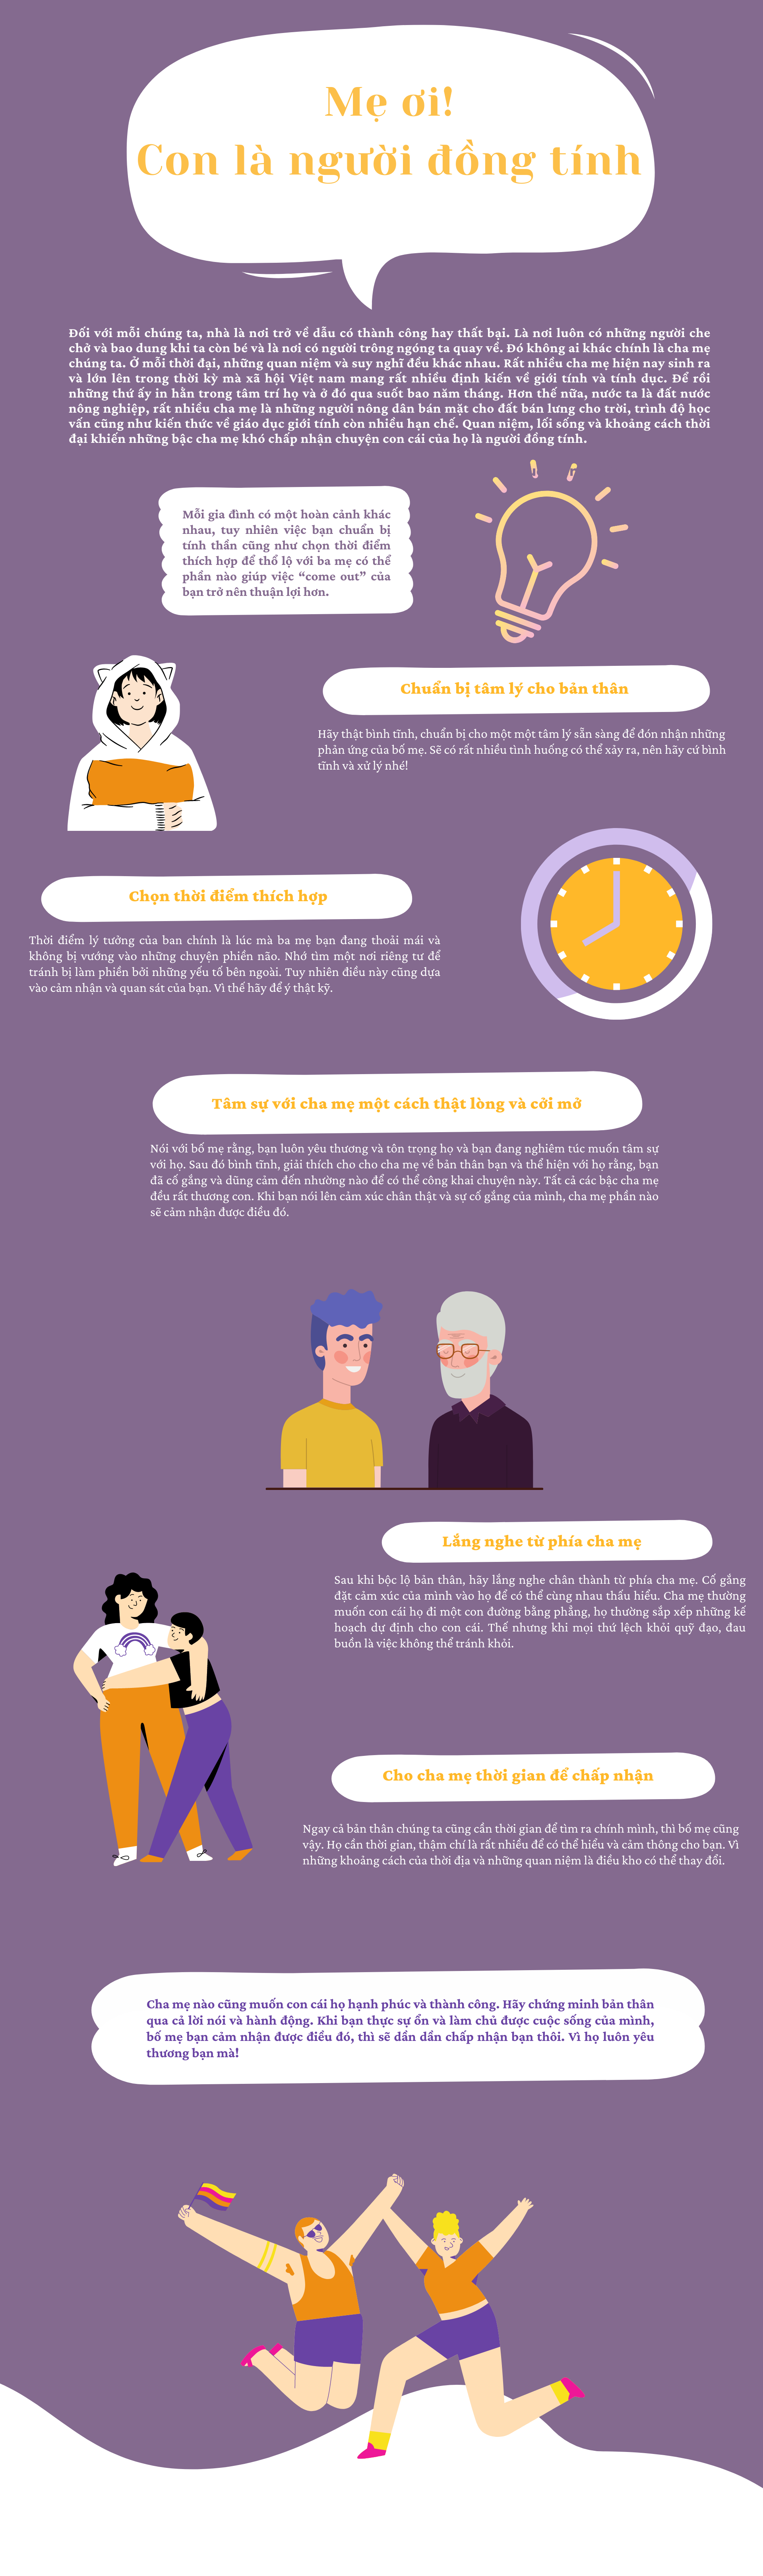 Mẹ ơi!
Con là người đồng tính
Đối với mỗi chúng ta, nhà là nơi trở về dẫu có thành công hay thất bại. Là nơi luôn có những người che
chở và bao dung khi ta còn bé và là nơi có người trông ngóng ta quay về. Đó không ai khác chính là cha mẹ
chúng ta. Ở mỗi thời đại, những quan niệm và suy nghĩ đều khác nhau. Rất nhiều cha mẹ hiện nay sinh ra
và lớn lên trong thời kỳ mà xã hội Việt nam mang rất nhiều định kiến về giới tính và tính dục. Để rồi
những thứ ấy in hằn trong tâm trí họ và ở đó qua suốt bao năm tháng. Hơn thế nữa, nước ta là đất nước
nông nghiệp, rất nhiều cha mẹ là những người nông dân bán mặt cho đất bán lưng cho trời, trình độ học
vấn cũng như kiến thức về giáo dục giới tính còn nhiều hạn chế. Quan niệm, lối sống và khoảng cách thời
đại khiến những bậc cha mẹ khó chấp nhận chuyện con cái của họ là người đồng tính.
Mỗi gia đình có một hoàn cảnh khác
nhau, tuy nhiên việc bạn chuẩn bị
tinh thần cũng như chọn thời điểm
thích hợp để thổ lộ với ba mẹ có thể
phần nào giúp việc “come out” của
bạn trở nên thuận lợi hơn.
Chuẩn bị tâm lý cho bản thân
Hãy thật bình tĩnh, chuẩn bị cho một một tâm lý sẵn sàng để đón nhận những
phản ứng của bố mẹ. Sẽ có rất nhiều tình huống có thể xảy ra, nên hãy cứ bình
tĩnh và xử lý nhé!
Chọn thời điểm thích hợp
Thời điểm lý tưởng của bạn chính là lúc mà ba mẹ bạn đang thoải mái và
không bị vướng vào những chuyện phiền não. Nhớ tìm một nơi riêng tư để
tránh bị làm phiền bởi những yếu tố bên ngoài. Tuy nhiên điều này cũng dựa
vào cảm nhận và quan sát của bạn. Vì thế hãy để ý thật kỹ.
Tâm sự với cha mẹ một cách thật lòng và cởi mở
Nói với bố mẹ rằng, bạn luôn yêu thương và tôn trọng họ và bạn đang nghiêm túc muốn tâm sự
với họ. Sau đó bình tĩnh, giải thích cho cho cha mẹ về bản thân bạn và thể hiện với họ rằng, bạn
đã cố gắng và dũng cảm đến nhường nào để có thể công khai chuyện này. Tất cả các bậc cha mẹ
đều rất thương con. Khi bạn nói lên cảm xúc chân thật và sự cố gắng của mình, cha mẹ phần nào
sẽ cảm nhận được điều đó.
Lắng nghe từ phía cha mẹ
Sau khi bộc lộ bản thân, hãy lắng nghe chân thành từ phía cha mẹ. Cố gắng
đặt cảm xúc của mình vào họ để có thể cùng nhau thấu hiểu. Cha mẹ thường
muốn con cái họ đi một con đường bằng phẳng, họ thường sắp xếp những kế
hoạch dự định cho con cái. Thế nhưng khi mọi thứ lệch khỏi quỹ đạo, đau
buồn là việc không thể tránh khỏi.
Cho cha mẹ thời gian để chấp nhận
Ngay cả bản thân chúng ta cũng cần thời gian để tìm ra chính mình, thì bố mẹ cũng
vậy. Họ cần thời gian, thậm chí là rất nhiều để có thể hiểu và cảm thông cho bạn. Vì
những khoảng cách của thời địa và những quan niệm là điều kho có thể thay đổi.
Cha mẹ nào cũng muốn con cái họ hạnh phúc và thành công. Hãy chứng minh bản thân
qua cả lời nói và hành động. Khi bạn thực sự ổn và làm chủ được cuộc sống của mình,
bố mẹ bạn cảm nhận được điều đó, thì sẽ dần dần chấp nhận bạn thôi. Vì họ luôn yêu
thương bạn mà!